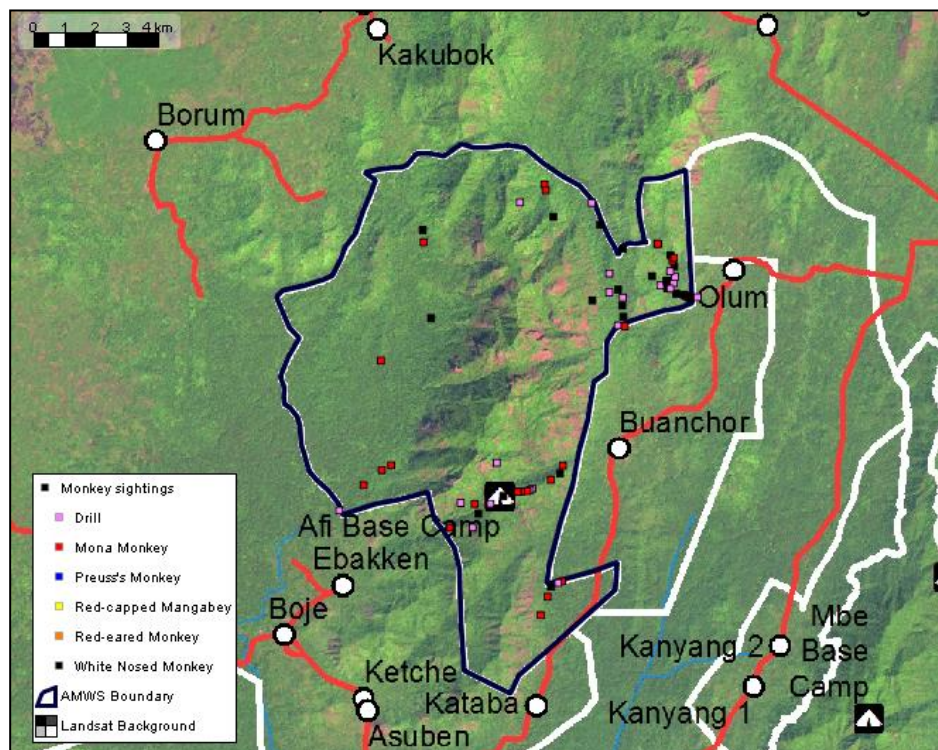 0 1 2 3 4 km
Kakubok
Borum
Olum
Buanchor
Afi Base Camp
Ebakken
Boje
Mbe
Kanyang 2
Base
Ketche
Camp
Kataba
Kanyang 1
Asuben
Monkey sightings
Drill
Mona Monkey
Preuss's Monkey
Red-capped Mangabey
Red-eared Monkey
White Nosed Monkey
AMWS Boundary
Landsat Background